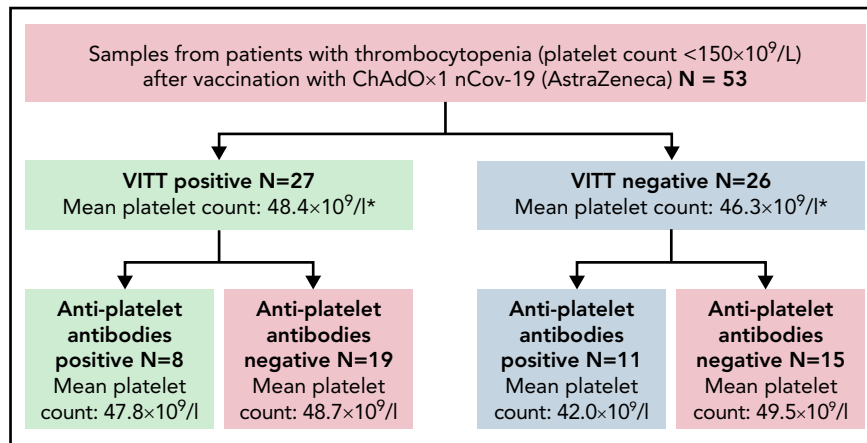 Samples from patients with thrombocytopenia (platelet count <150×10⁹/L)
after vaccination with ChAdO×1 nCov-19 (AstraZeneca) N = 53
VITT positive N=27
Mean platelet count: 48.4×10⁹/l*
VITT negative N=26
Mean platelet count: 46.3×10⁹/l*
Anti-platelet
antibodies
positive N=8
Mean platelet
count: 47.8×10⁹/l
Anti-platelet
antibodies
negative N=19
Mean platelet
count: 48.7×10⁹/l
Anti-platelet
antibodies
positive N=11
Mean platelet
count: 42.0×10⁹/l
Anti-platelet
antibodies
negative N=15
Mean platelet
count: 49.5×10⁹/l